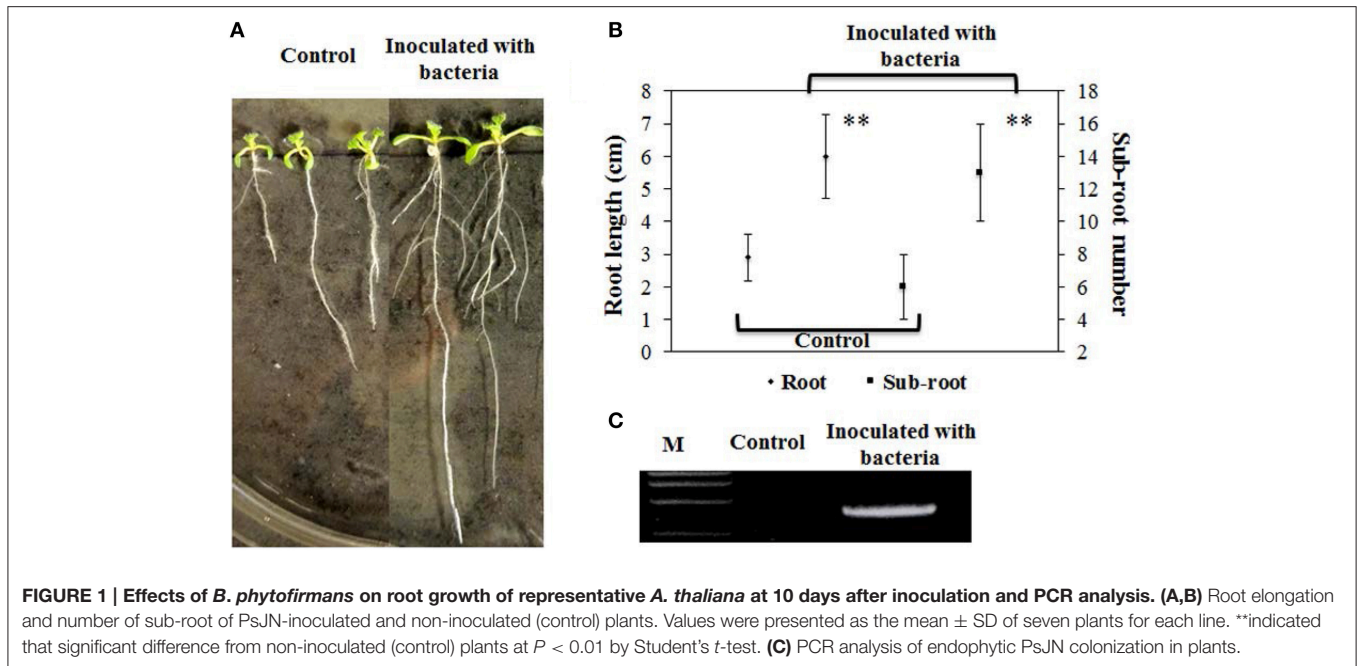 A
Control
Inoculated with
bacteria
B
Inoculated with
bacteria
8
7
6
5
4
3
2
1
0
Root length (cm)
**
**
18
16
14
12
10
8
6
4
2
Sub-root number
Control
Root
Sub-root
C
M
Control
Inoculated with
bacteria
FIGURE 1 | Effects of B. phytofirmans on root growth of representative A. thaliana at 10 days after inoculation and PCR analysis. (A,B) Root elongation
and number of sub-root of PsJN-inoculated and non-inoculated (control) plants. Values were presented as the mean ± SD of seven plants for each line. **indicated
that significant difference from non-inoculated (control) plants at P < 0.01 by Student's t-test. (C) PCR analysis of endophytic PsJN colonization in plants.